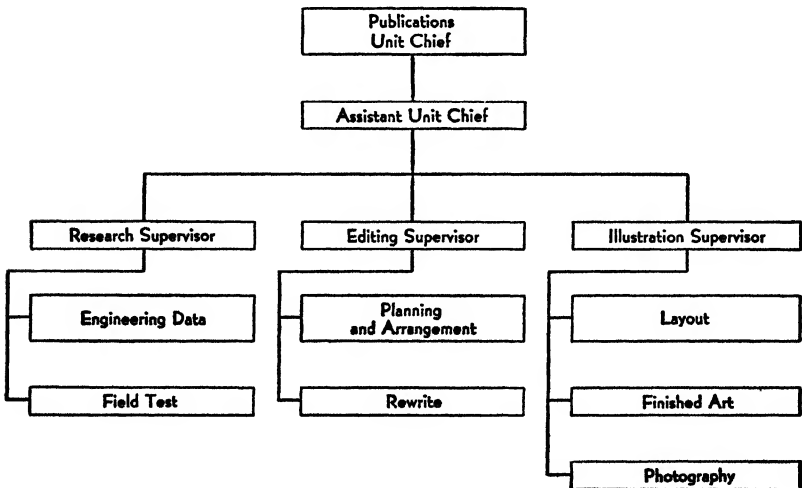 Publications
Unit Chief
Assistant Unit Chief
Research Supervisor
Editing Supervisor
Illustration Supervisor
Engineering Data
Planning
and Arrangement
Layout
Field Test
Rewrite
Finished Art
Photography